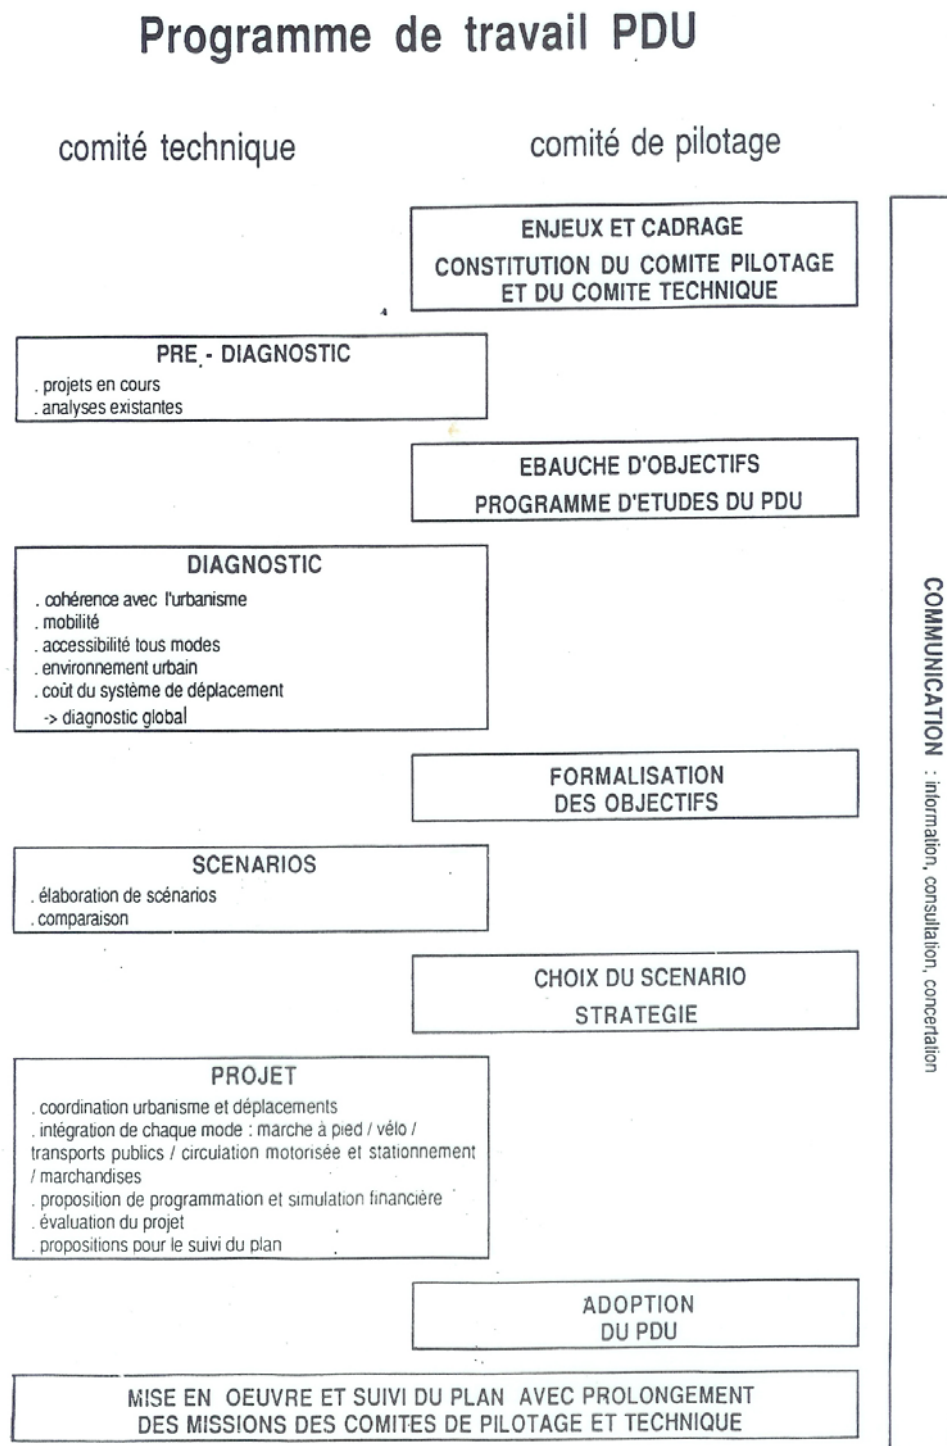 Programme de travail PDU
comité technique
comité de pilotage
ENJEUX ET CADRAGE
CONSTITUTION DU COMITE PILOTAGE
ET DU COMITE TECHNIQUE
PRE - DIAGNOSTIC
. projets en cours
. analyses existantes
EBAUCHE D'OBJECTIFS
PROGRAMME D'ETUDES DU PDU
DIAGNOSTIC
. cohérence avec l'urbanisme
. mobilité
. accessibilité tous modes
. environnement urbain
. coût du système de déplacement
-> diagnostic global
FORMALISATION
DES OBJECTIFS
SCENARIOS
. élaboration de scénarios
. comparaison
CHOIX DU SCENARIO
STRATEGIE
PROJET
. coordination urbanisme et déplacements
. intégration de chaque mode : marche à pied / vélo /
transports publics / circulation motorisée et stationnement
/ marchandises
. proposition de programmation et simulation financière
. évaluation du projet
. propositions pour le suivi du plan
ADOPTION
DU PDU
MISE EN OEUVRE ET SUIVI DU PLAN AVEC PROLONGEMENT
DES MISSIONS DES COMITES DE PILOTAGE ET TECHNIQUE
COMMUNICATION : information, consultation, concertation